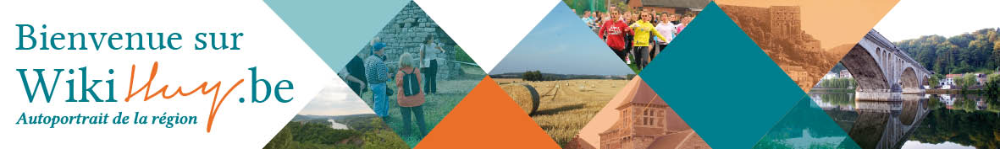 Bienvenue sur
WikiHuy.be
Autoportrait de la région